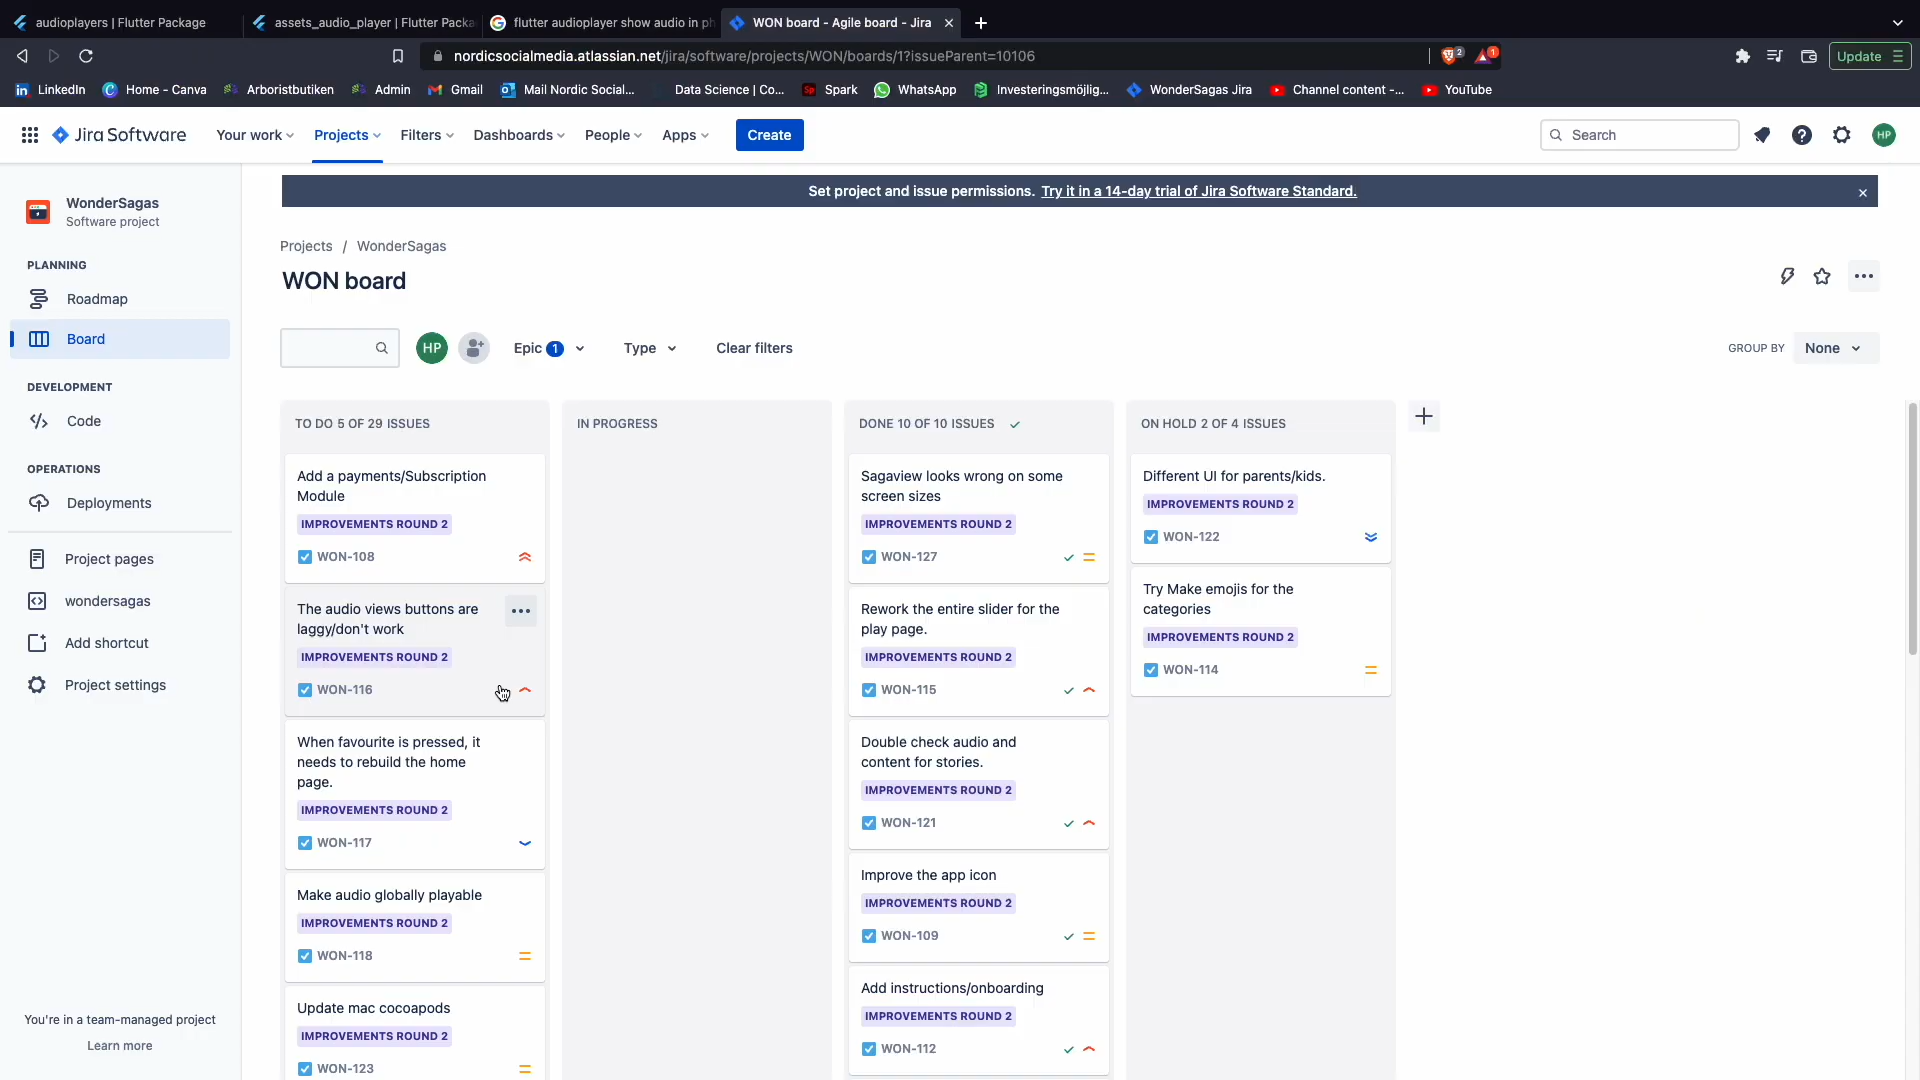 audioplayers | Flutter Package
assets_audio_player | Flutter Packa
flutter audioplayer show audio in ph
WON board - Agile board - Jira
nordicsocialmedia.atlassian.net/jira/software/projects/WON/boards/1?issueParent=10106
2
1
Update
LinkedIn
Home - Canva
Arboristbutiken
Admin
Gmail
Mail Nordic Social...
Data Science | Co...
Spark
WhatsApp
Investeringsmöjlig...
WonderSagas Jira
Channel content -...
YouTube
Jira Software
Your work
Projects
Filters
Dashboards
People
Apps
Create
Search
HP
WonderSagas
Software project
Set project and issue permissions. Try it in a 14-day trial of Jira Software Standard.
PLANNING
Roadmap
Board
DEVELOPMENT
Code
OPERATIONS
Deployments
Project pages
wondersagas
Add shortcut
Project settings
You're in a team-managed project
Learn more
Projects / WonderSagas
WON board
HP
Epic 1
Type
Clear filters
GROUP BY
None
TO DO 5 OF 29 ISSUES
Add a payments/Subscription
Module
IMPROVEMENTS ROUND 2
WON-108
The audio views buttons are
laggy/don't work
IMPROVEMENTS ROUND 2
WON-116
When favourite is pressed, it
needs to rebuild the home
page.
IMPROVEMENTS ROUND 2
WON-117
Make audio globally playable
IMPROVEMENTS ROUND 2
WON-118
Update mac cocoapods
IMPROVEMENTS ROUND 2
WON-123
IN PROGRESS
DONE 10 OF 10 ISSUES
Sagaview looks wrong on some
screen sizes
IMPROVEMENTS ROUND 2
WON-127
Rework the entire slider for the
play page.
IMPROVEMENTS ROUND 2
WON-115
Double check audio and
content for stories.
IMPROVEMENTS ROUND 2
WON-121
Improve the app icon
IMPROVEMENTS ROUND 2
WON-109
Add instructions/onboarding
IMPROVEMENTS ROUND 2
WON-112
ON HOLD 2 OF 4 ISSUES
Different UI for parents/kids.
IMPROVEMENTS ROUND 2
WON-122
Try Make emojis for the
categories
IMPROVEMENTS ROUND 2
WON-114